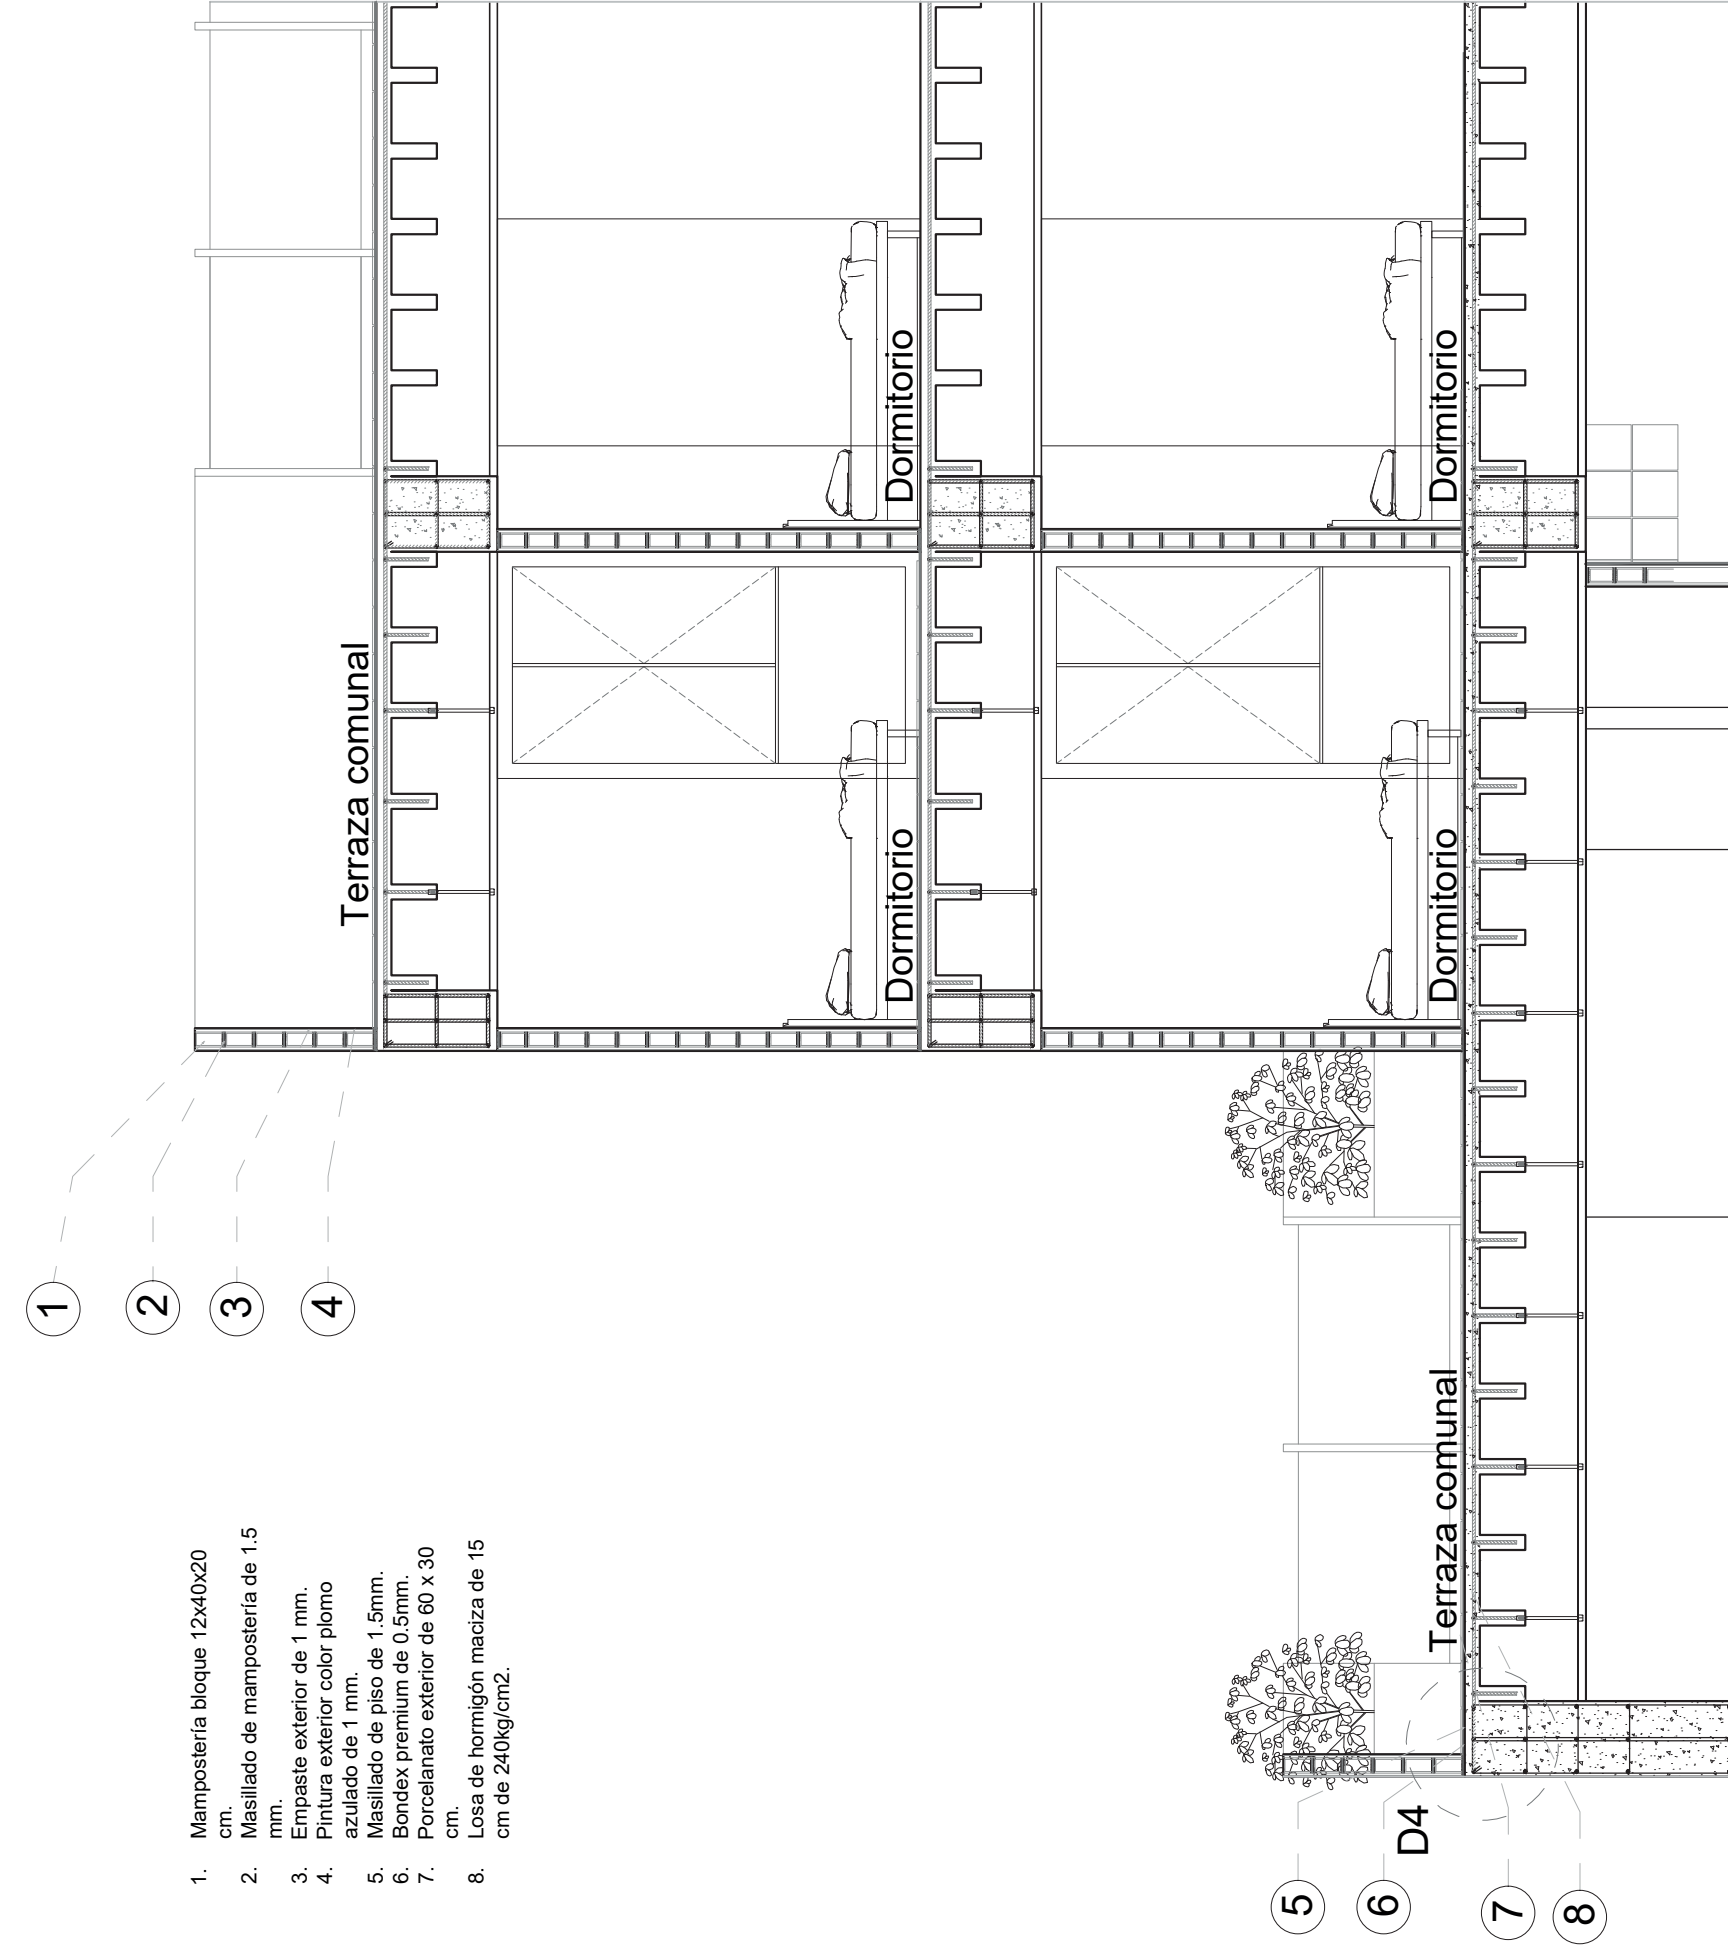 1. Mampostería bloque 12x40x20
cm.
2. Masillado de mampostería de 1.5
mm.
3. Empaste exterior de 1 mm.
4. Pintura exterior color plomo
azulado de 1 mm.
5. Masillado de piso de 1.5mm.
6. Bondex premium de 0.5mm.
7. Porcelanato exterior de 60 x 30
cm.
8. Losa de hormigón maciza de 15
cm de 240kg/cm2.
1
2
3
4
Terraza comunal
Dormitorio
Dormitorio
Dormitorio
Dormitorio
Terraza comunal
5
6
D4
7
8